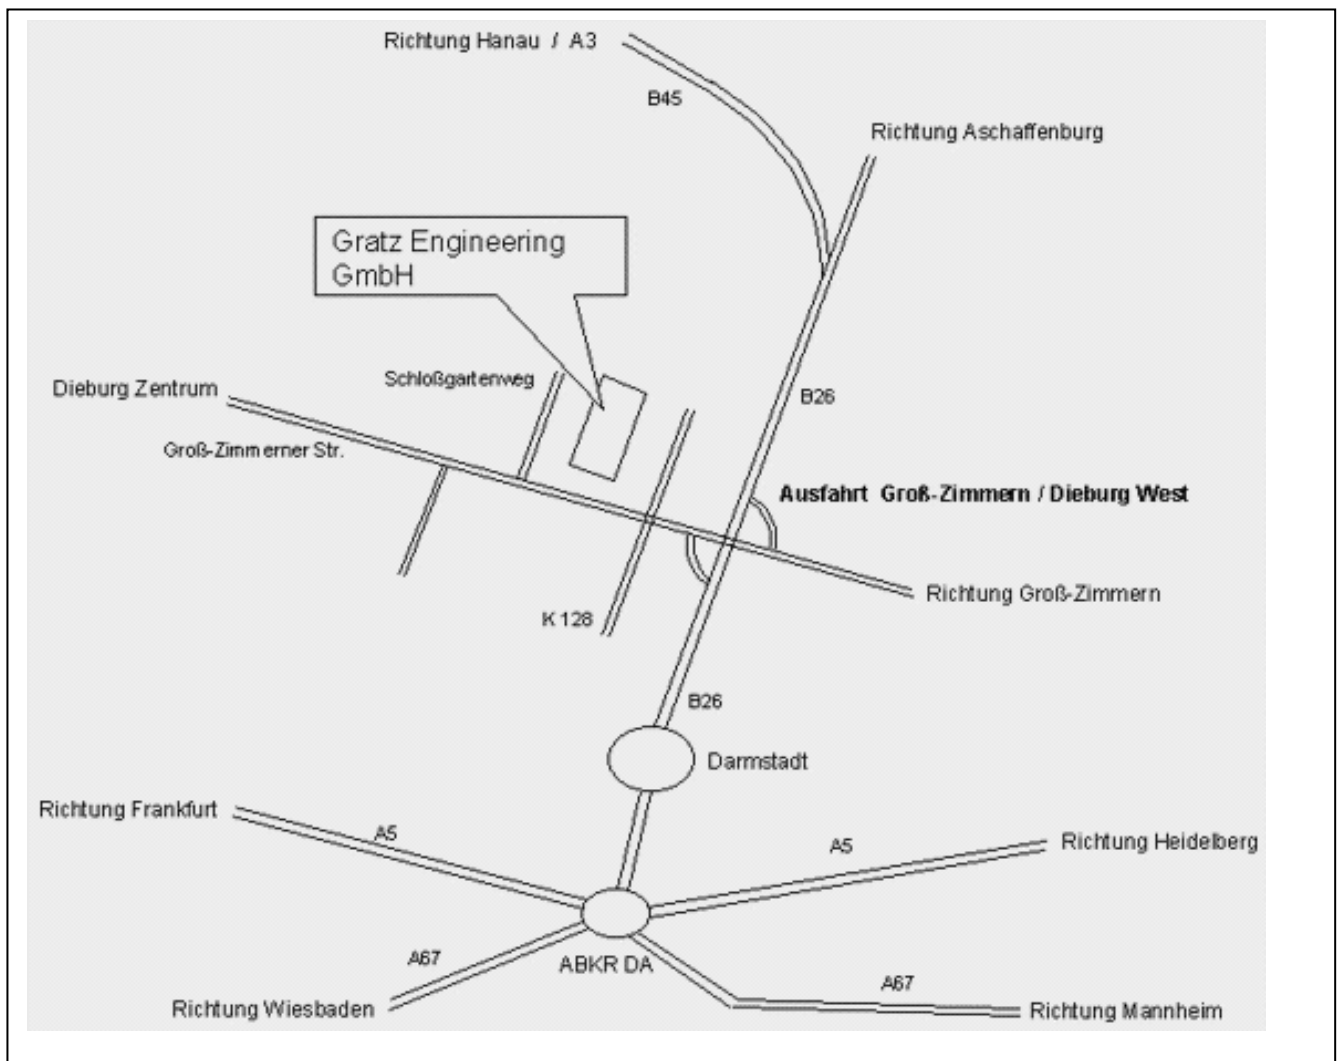 Richtung Hanau / A3
B45
Richtung Aschaffenburg
Gratz Engineering
GmbH
Schloßgartenweg
Dieburg Zentrum
B26
Groß-Zimmerner Str.
Ausfahrt Groß-Zimmern / Dieburg West
Richtung Groß-Zimmern
K 128
B26
Darmstadt
Richtung Frankfurt
A5
A5
Richtung Heidelberg
A67
ABKR DA
A67
Richtung Wiesbaden
Richtung Mannheim